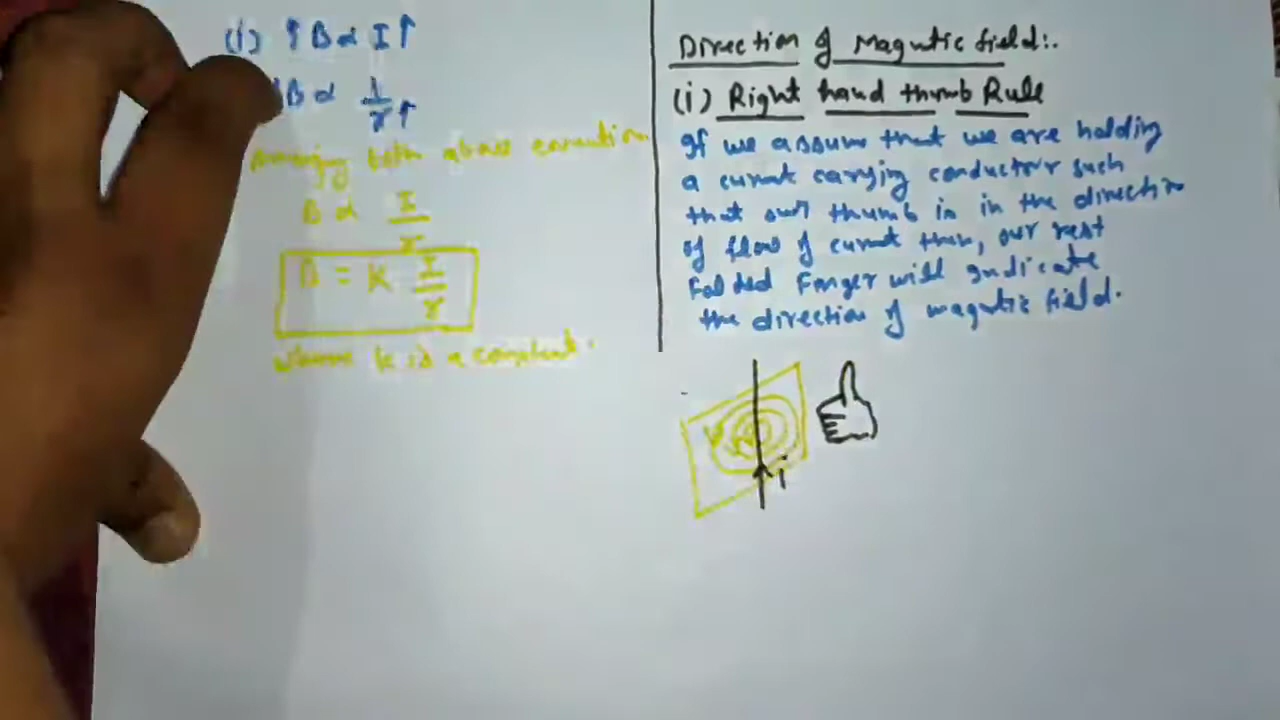 (i) ↑ B ∝ I ↑
B ∝ 1/r ↑
both above
B ∝ I/r
B = K I/r
where k is a constant.
Direction of Magnetic field:.
(i) Right hand thumb Rule
If we assume that we are holding
a current carrying conductor such
that our thumb is in the direction
of flow of current then, our rest
Folded Fonger will indicate
the direction of magnetic field.
i